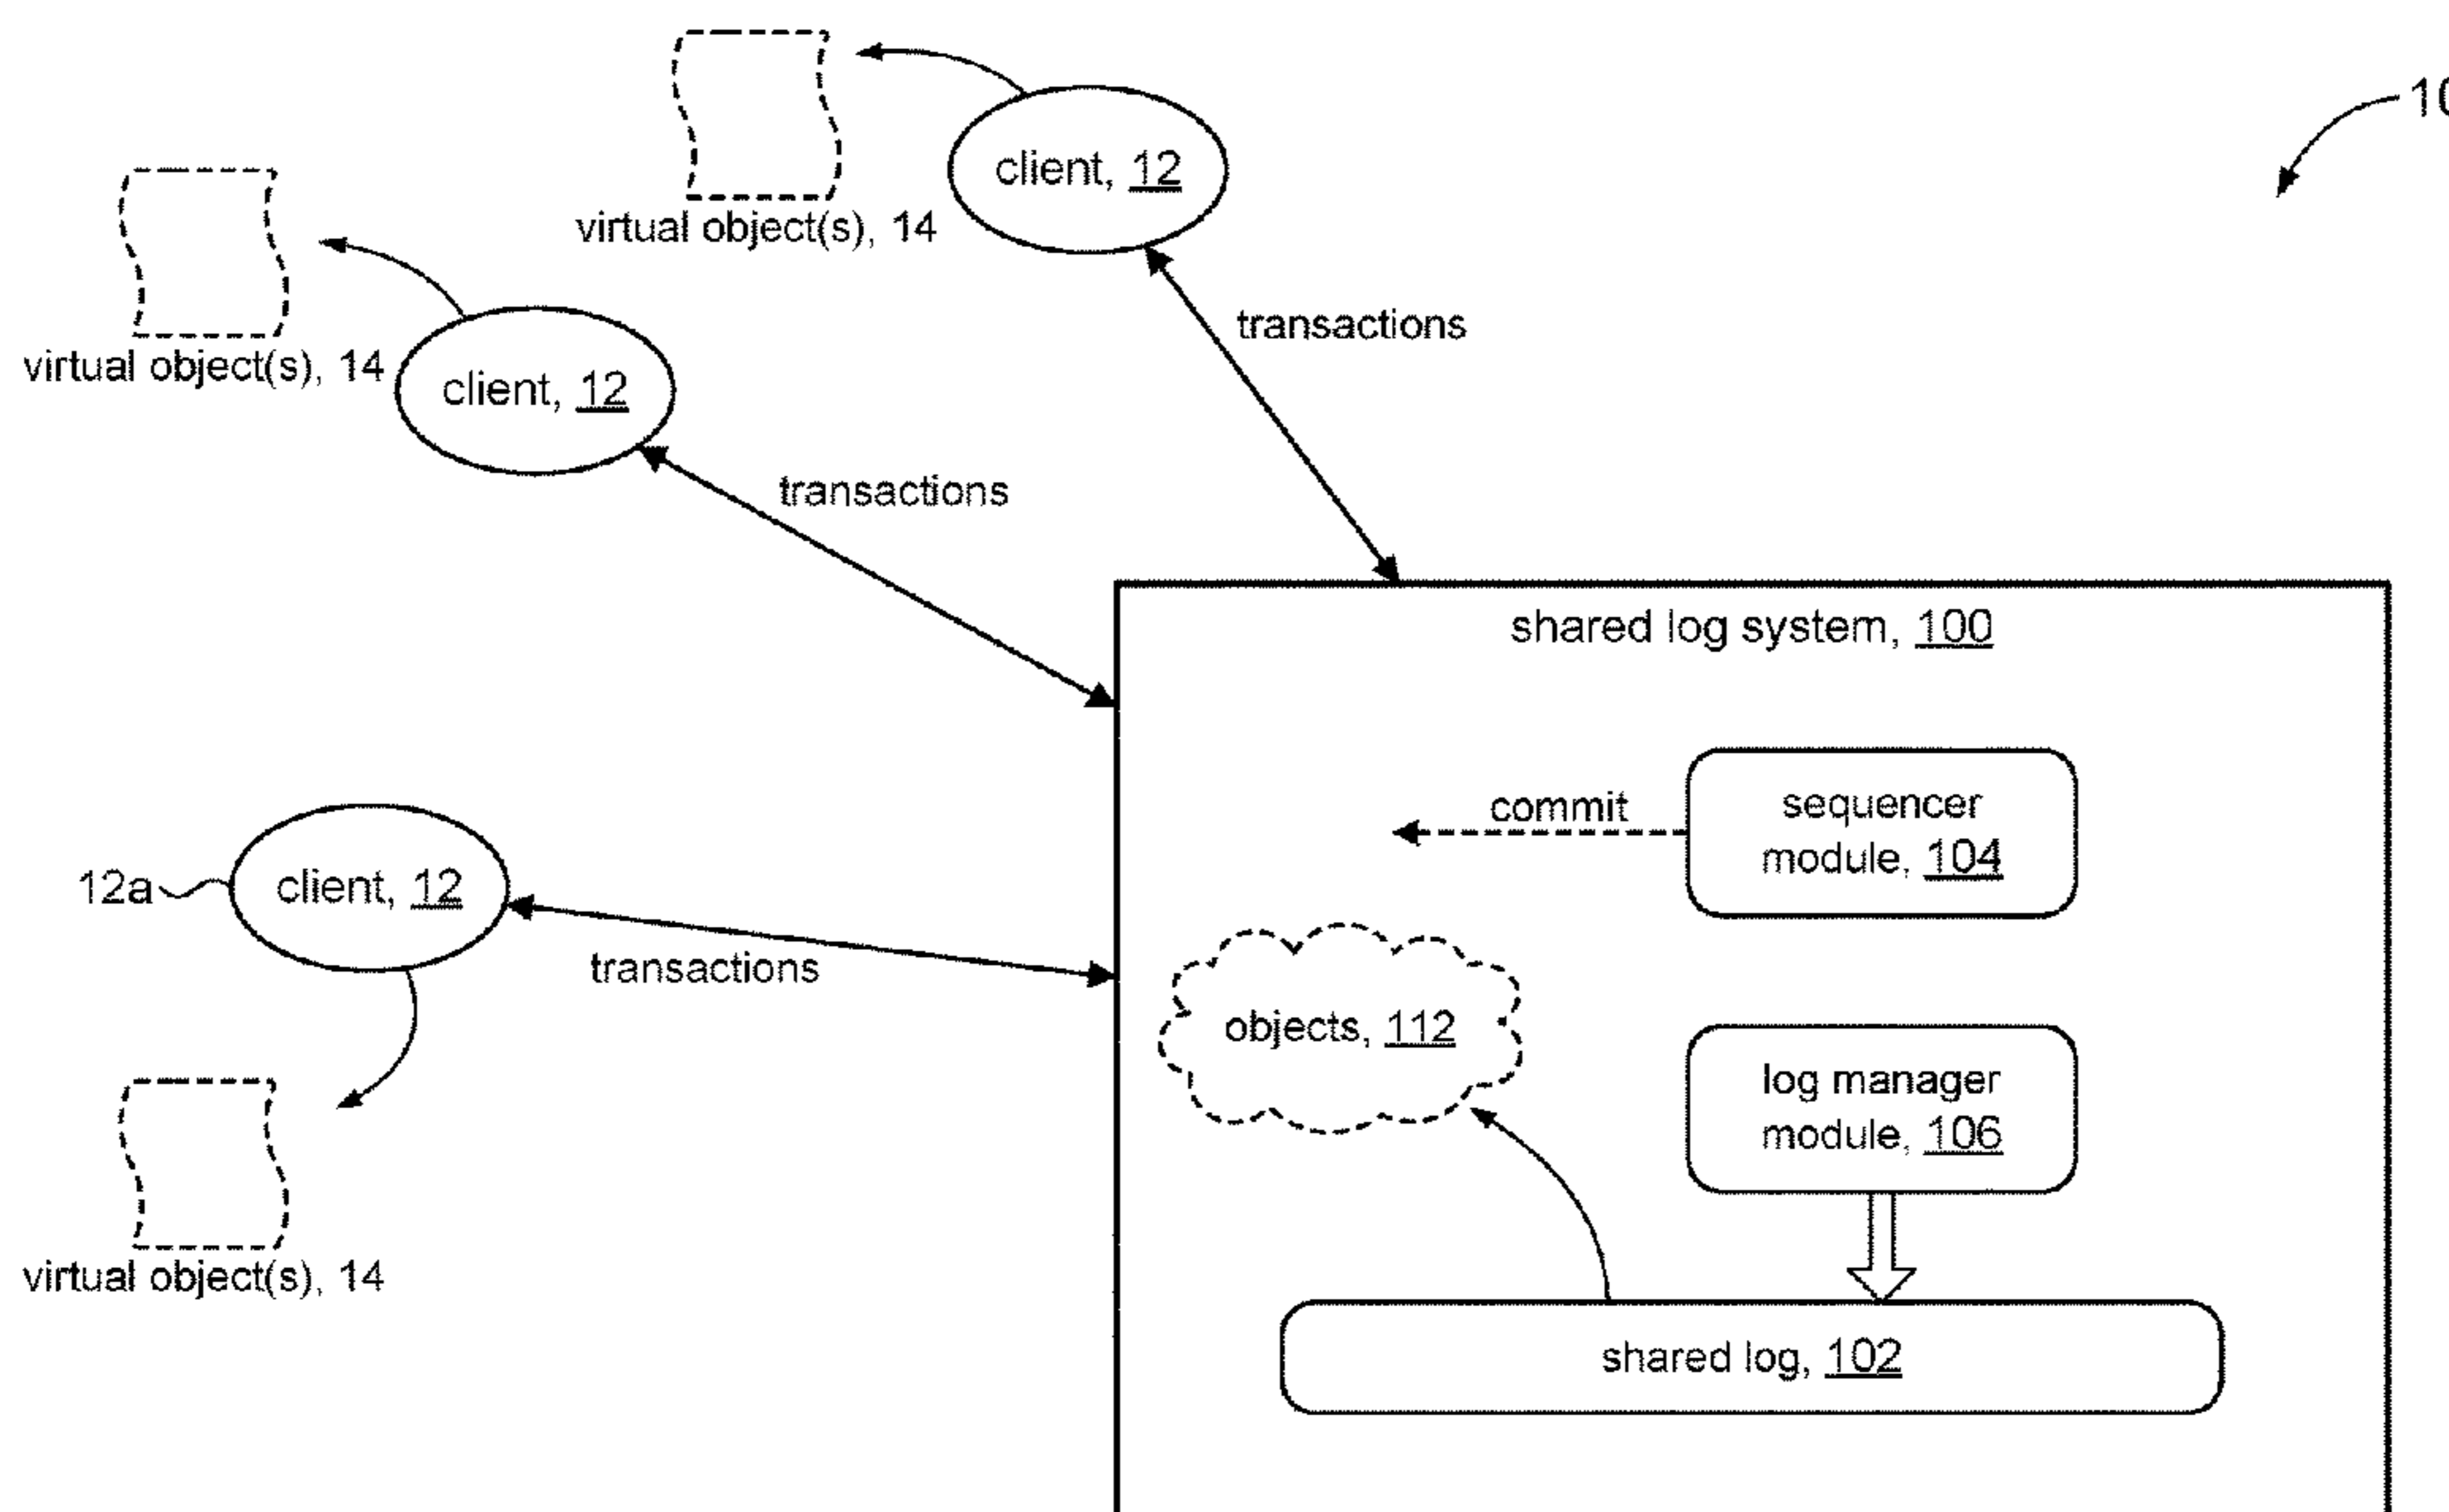 10
client, 12
virtual object(s), 14
virtual object(s), 14
client, 12
transactions
transactions
shared log system, 100
commit
sequencer
module, 104
12a
client, 12
transactions
objects, 112
log manager
module, 106
virtual object(s), 14
shared log, 102